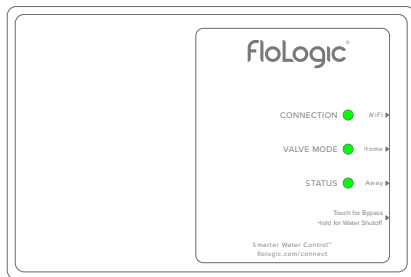 FloLogic®
CONNECTION WiFi
VALVE MODE Home
STATUS Away
Touch for Bypass
Hold for Water Shutoff
Smarter Water Control™
flologic.com/connect